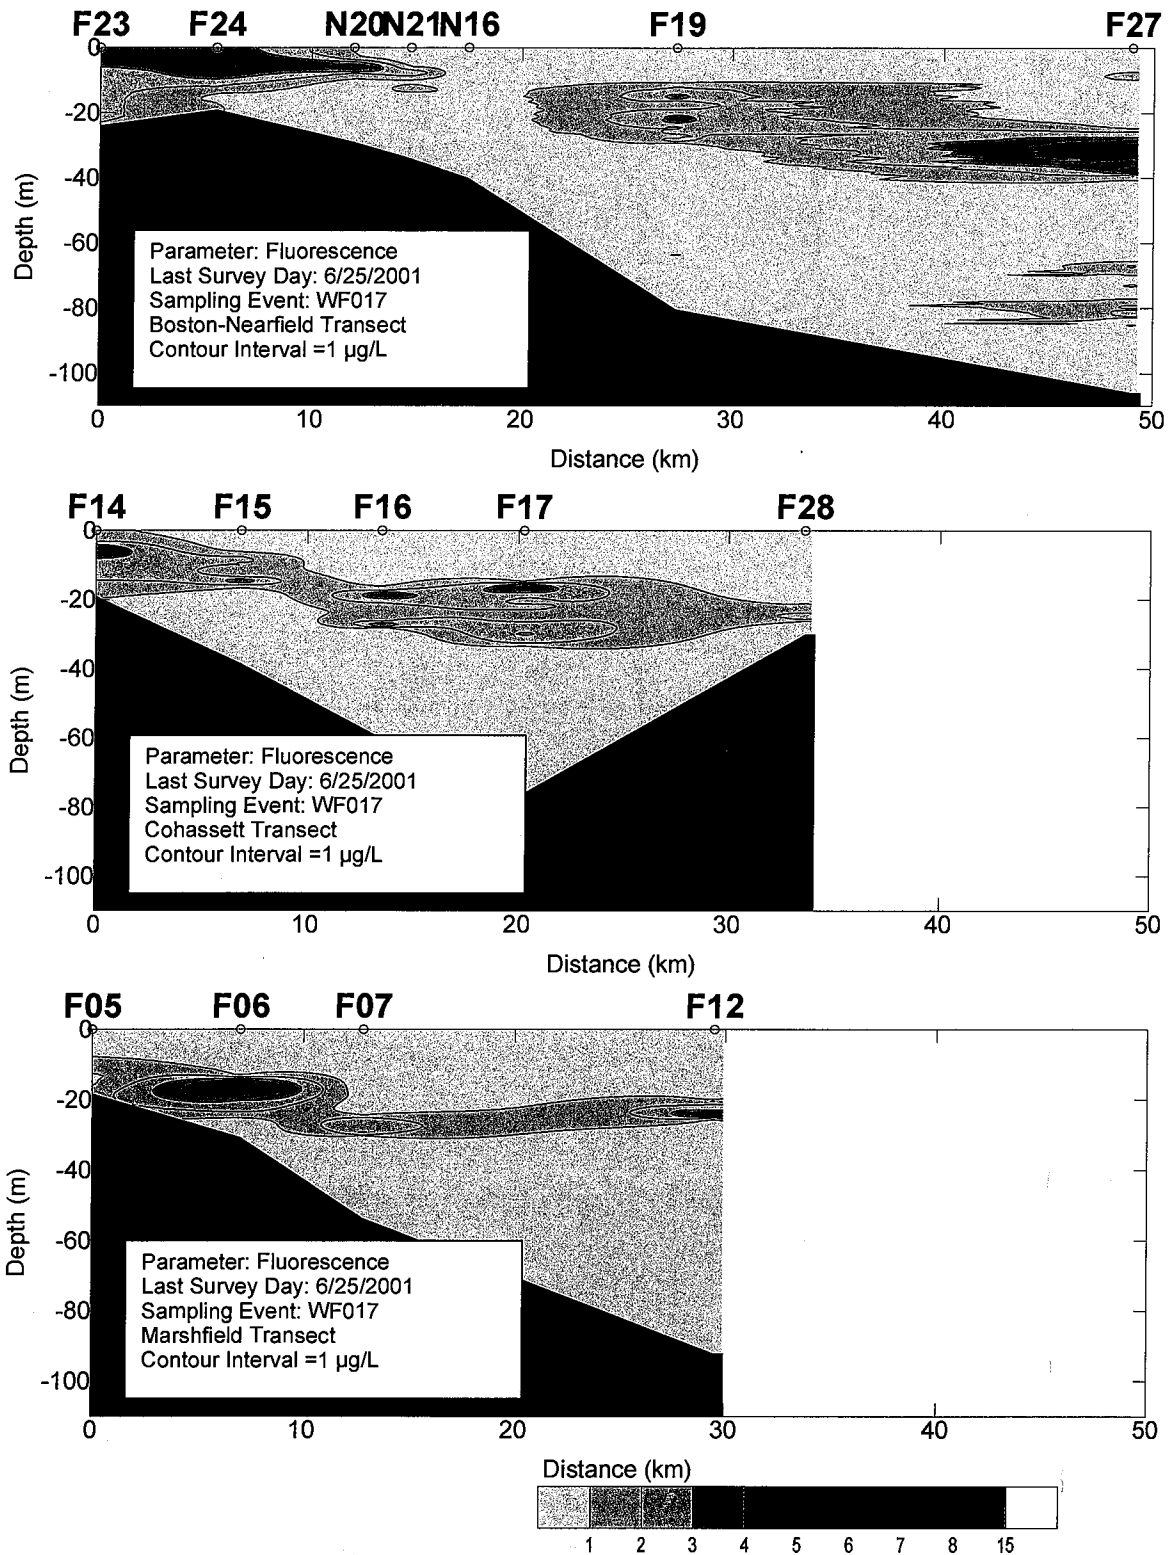 F23 F24 N20 N21 N16 F19 F27
0
-20
-40
-60
-80
-100
Depth (m)
Parameter: Fluorescence
Last Survey Day: 6/25/2001
Sampling Event: WF017
Boston-Nearfield Transect
Contour Interval =1 µg/L
0 10 20 30 40 50
Distance (km)
F14 F15 F16 F17 F28
0
-20
-40
-60
-80
-100
Depth (m)
Parameter: Fluorescence
Last Survey Day: 6/25/2001
Sampling Event: WF017
Cohassett Transect
Contour Interval =1 µg/L
0 10 20 30 40 50
Distance (km)
F05 F06 F07 F12
0
-20
-40
-60
-80
-100
Depth (m)
Parameter: Fluorescence
Last Survey Day: 6/25/2001
Sampling Event: WF017
Marshfield Transect
Contour Interval =1 µg/L
0 10 20 30 40 50
Distance (km)
1 2 3 4 5 6 7 8 15